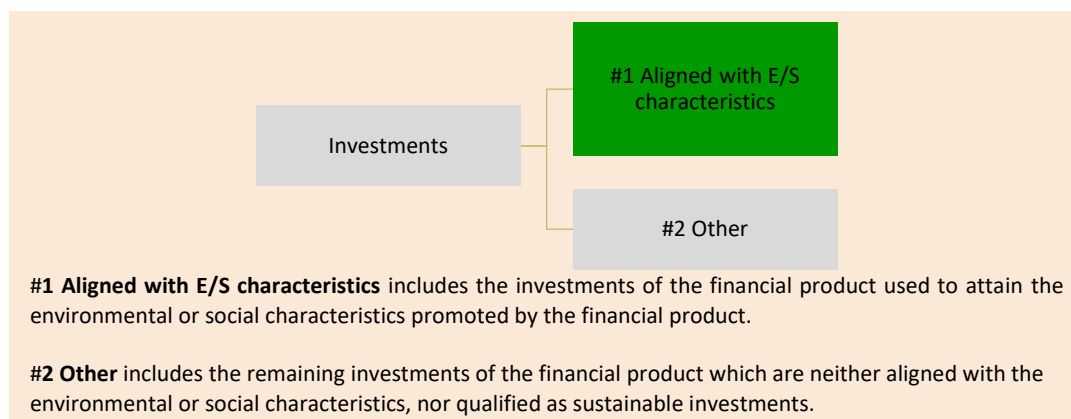 #1 Aligned with E/S
characteristics
Investments
#2 Other
#1 Aligned with E/S characteristics includes the investments of the financial product used to attain the
environmental or social characteristics promoted by the financial product.
#2 Other includes the remaining investments of the financial product which are neither aligned with the
environmental or social characteristics, nor qualified as sustainable investments.